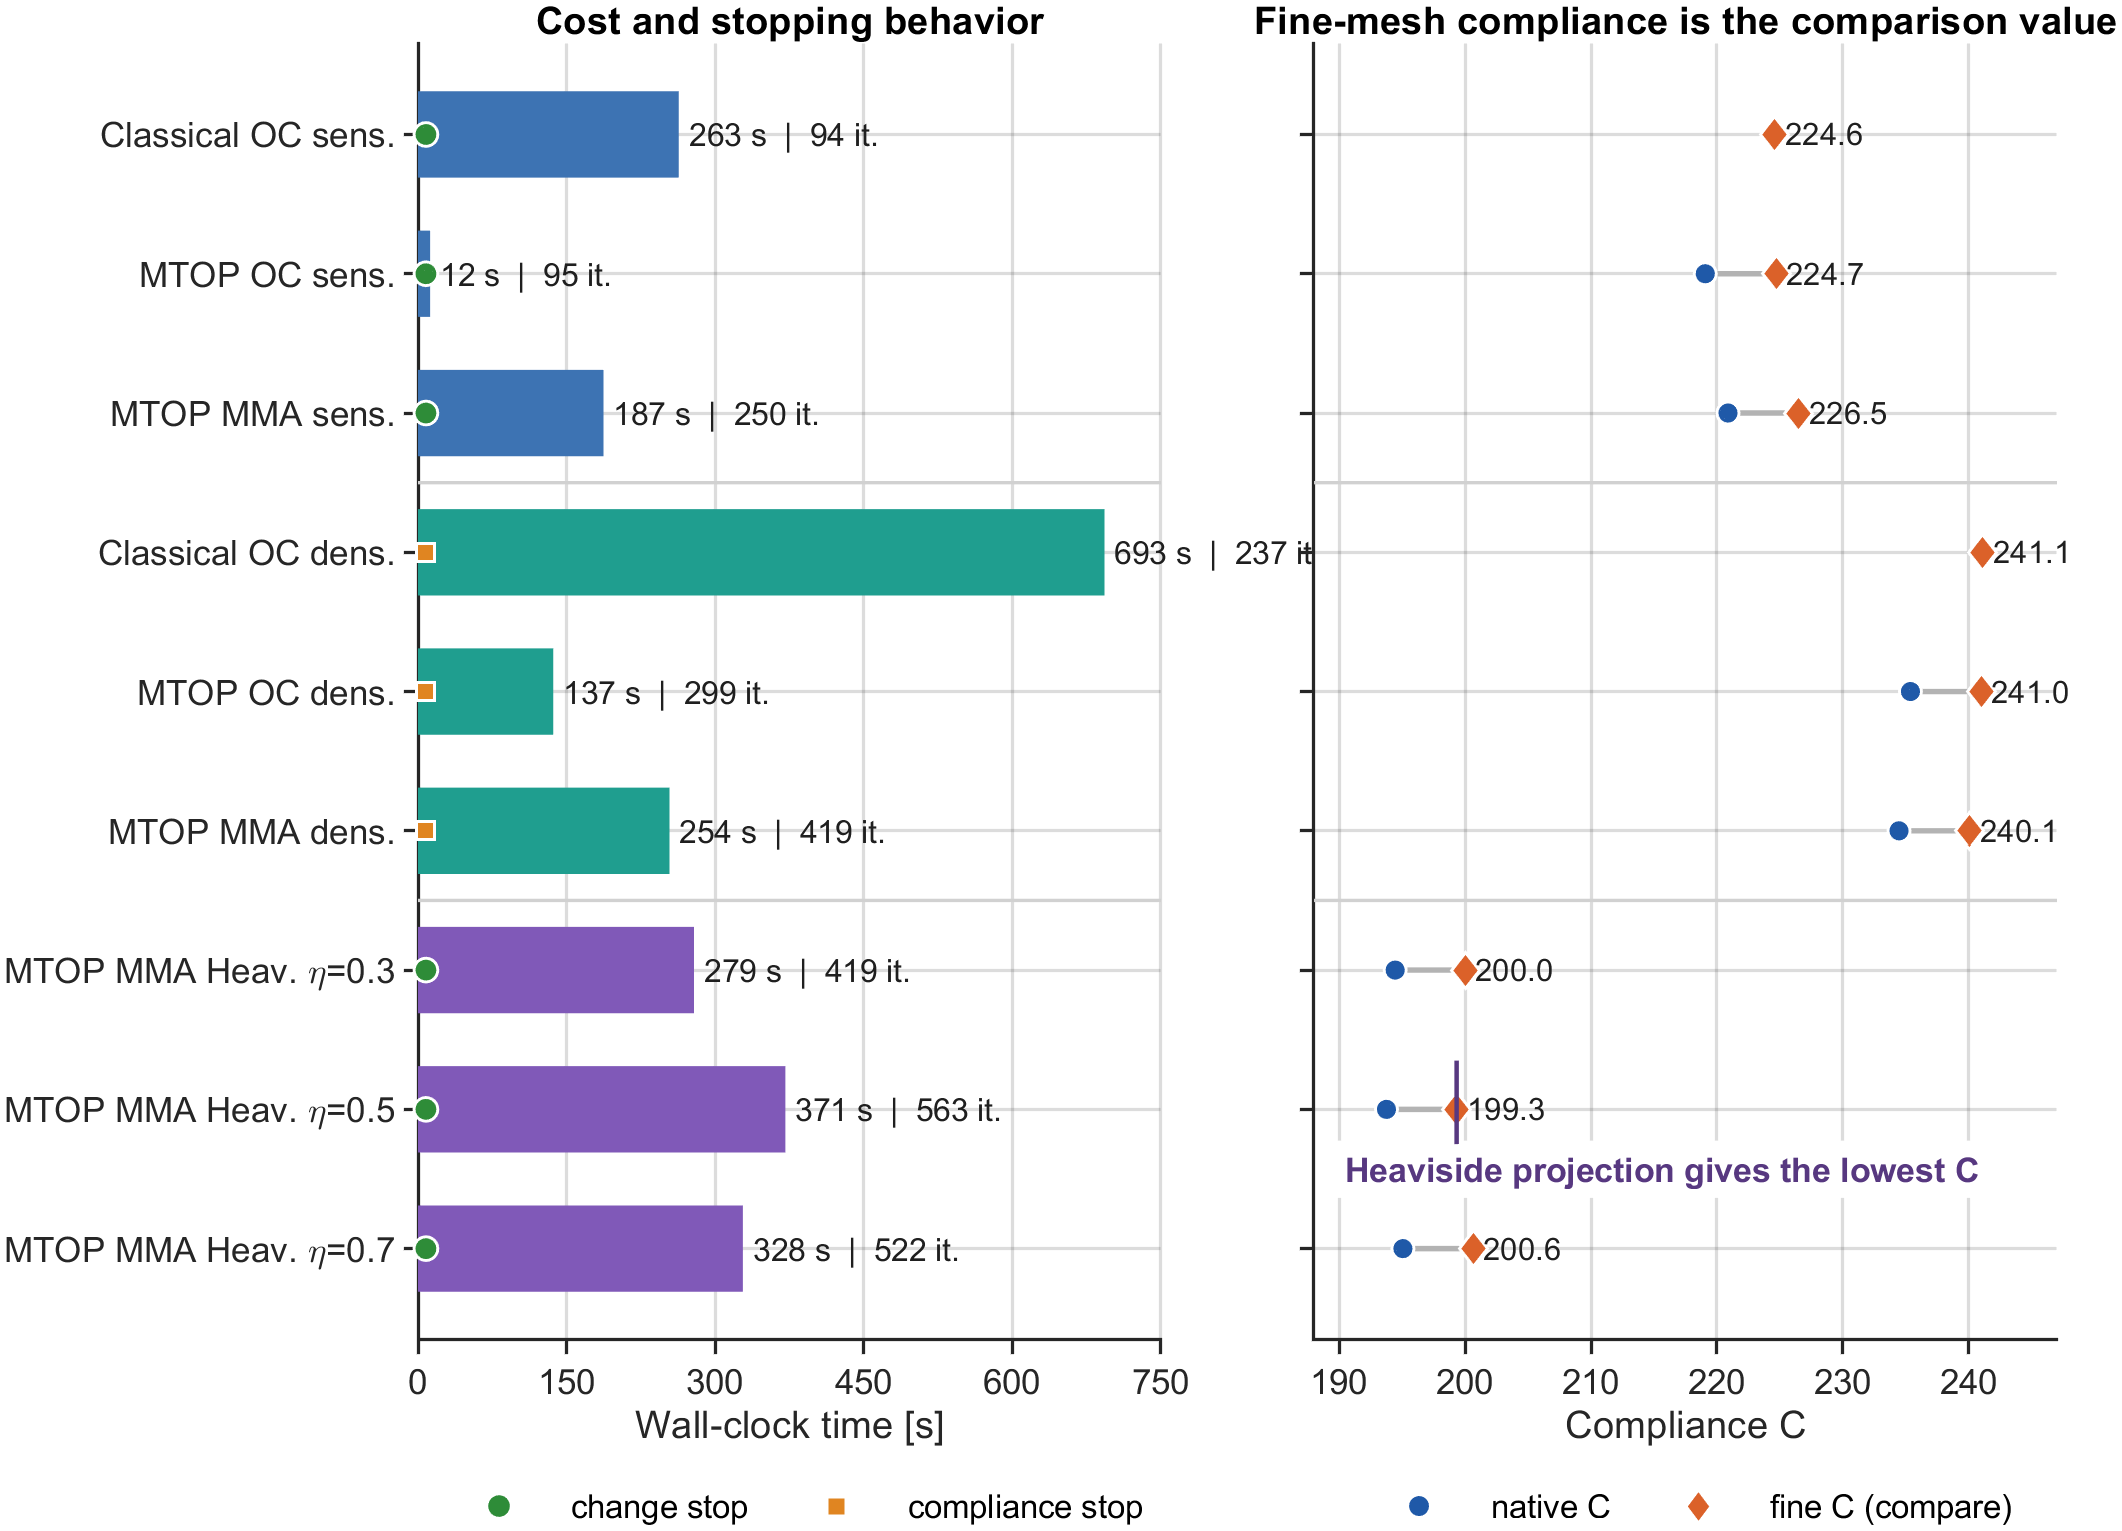 Cost and stopping behavior
Fine-mesh compliance is the comparison value
Classical OC sens.
263 s | 94 it.
224.6
MTOP OC sens.
12 s | 95 it.
224.7
MTOP MMA sens.
187 s | 250 it.
226.5
Classical OC dens.
693 s | 237 it
241.1
MTOP OC dens.
137 s | 299 it.
241.0
MTOP MMA dens.
254 s | 419 it.
240.1
MTOP MMA Heav. η=0.3
279 s | 419 it.
200.0
MTOP MMA Heav. η=0.5
371 s | 563 it.
199.3
Heaviside projection gives the lowest C
MTOP MMA Heav. η=0.7
328 s | 522 it.
200.6
0 150 300 450 600 750
190 200 210 220 230 240
Wall-clock time [s]
Compliance C
change stop
compliance stop
native C
fine C (compare)